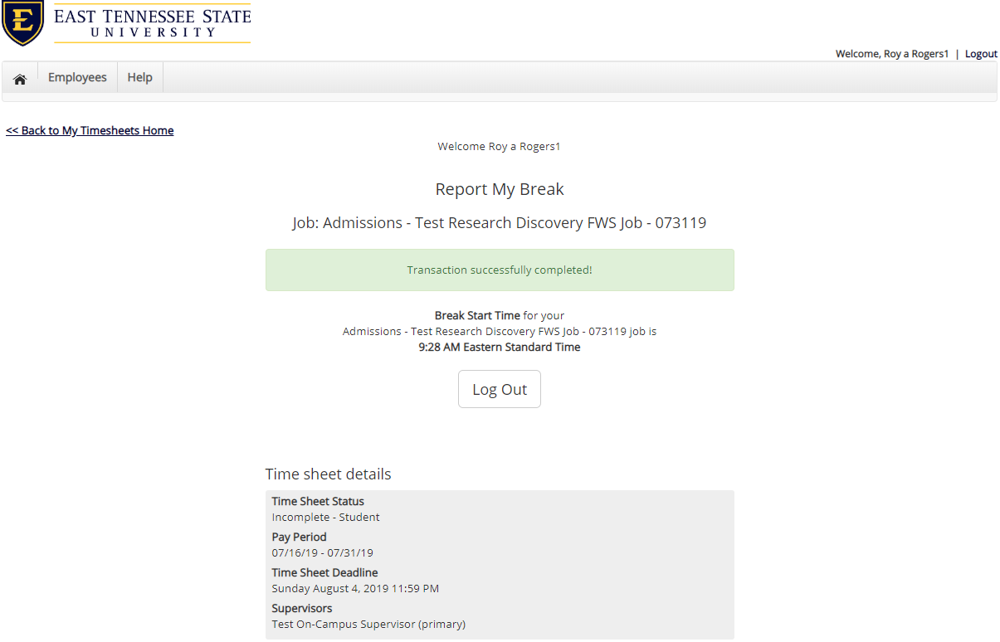 E
EAST TENNESSEE STATE
UNIVERSITY
Welcome, Roy a Rogers1 | Logout
Employees Help
<< Back to My Timesheets Home
Welcome Roy a Rogers1
Report My Break
Job: Admissions - Test Research Discovery FWS Job - 073119
Transaction successfully completed!
Break Start Time for your
Admissions - Test Research Discovery FWS Job - 073119 job is
9:28 AM Eastern Standard Time
Log Out
Time sheet details
Time Sheet Status
Incomplete - Student
Pay Period
07/16/19 - 07/31/19
Time Sheet Deadline
Sunday August 4, 2019 11:59 PM
Supervisors
Test On-Campus Supervisor (primary)